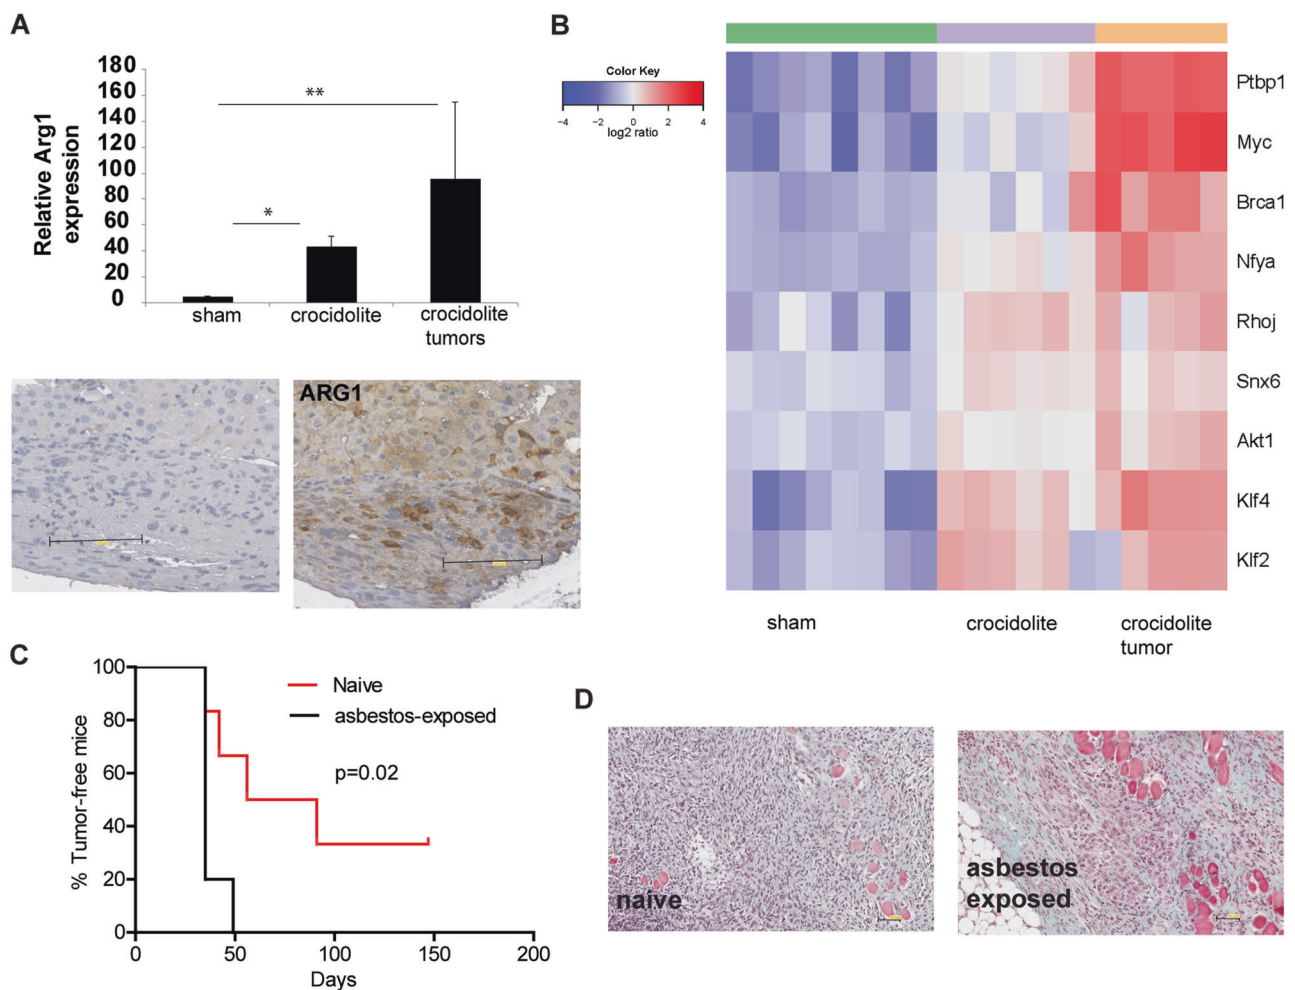 A
Relative Arg1
expression
180
160
140
120
100
80
60
40
20
0
*
**
sham
crocidolite
crocidolite
tumors
ARG1
B
Color Key
-4
-2
0
2
4
log2 ratio
Ptbp1
Myc
Brca1
Nfya
Rhoj
Snx6
Akt1
Klf4
Klf2
sham
crocidolite
crocidolite
tumor
C
% Tumor-free mice
100
80
60
40
20
0
0
50
100
150
200
Days
Naive
asbestos-exposed
p=0.02
D
naive
asbestos
exposed